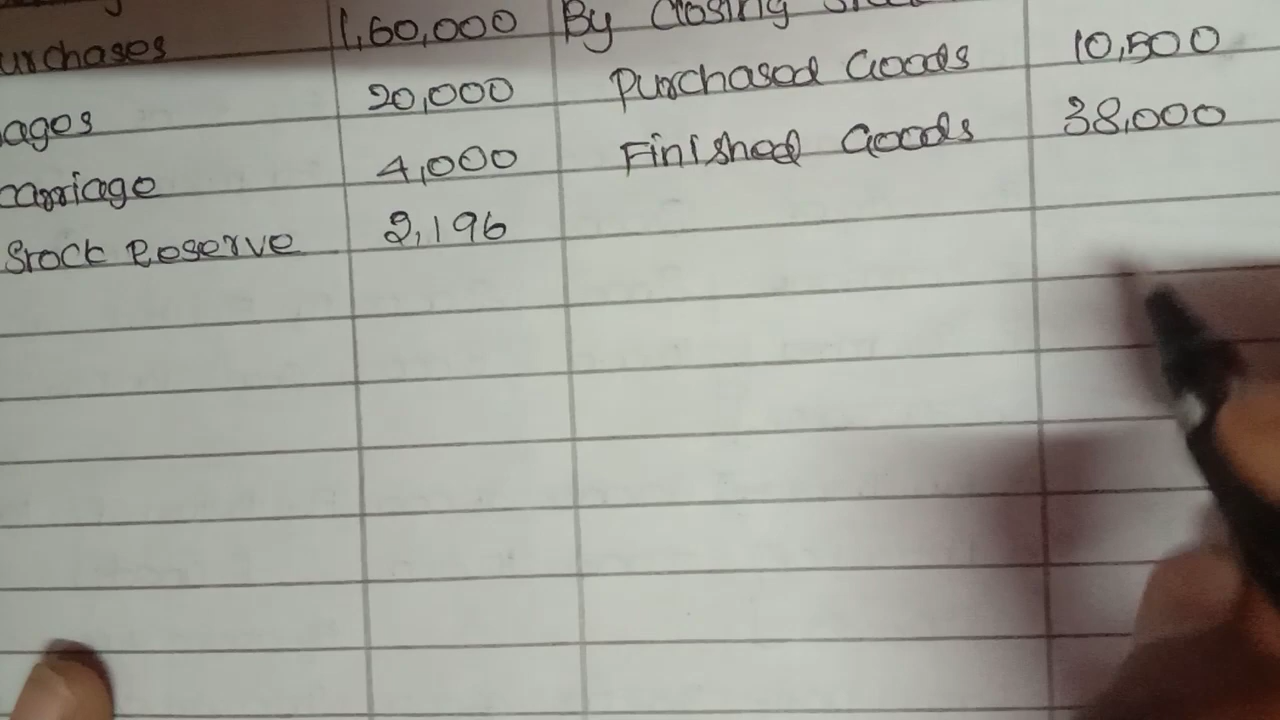 urchases 1,60,000 By Closing
ages 20,000 Purchased Goods 10,500
carriage 4,000 Finished Goods 38,000
Stock Reserve 2,196